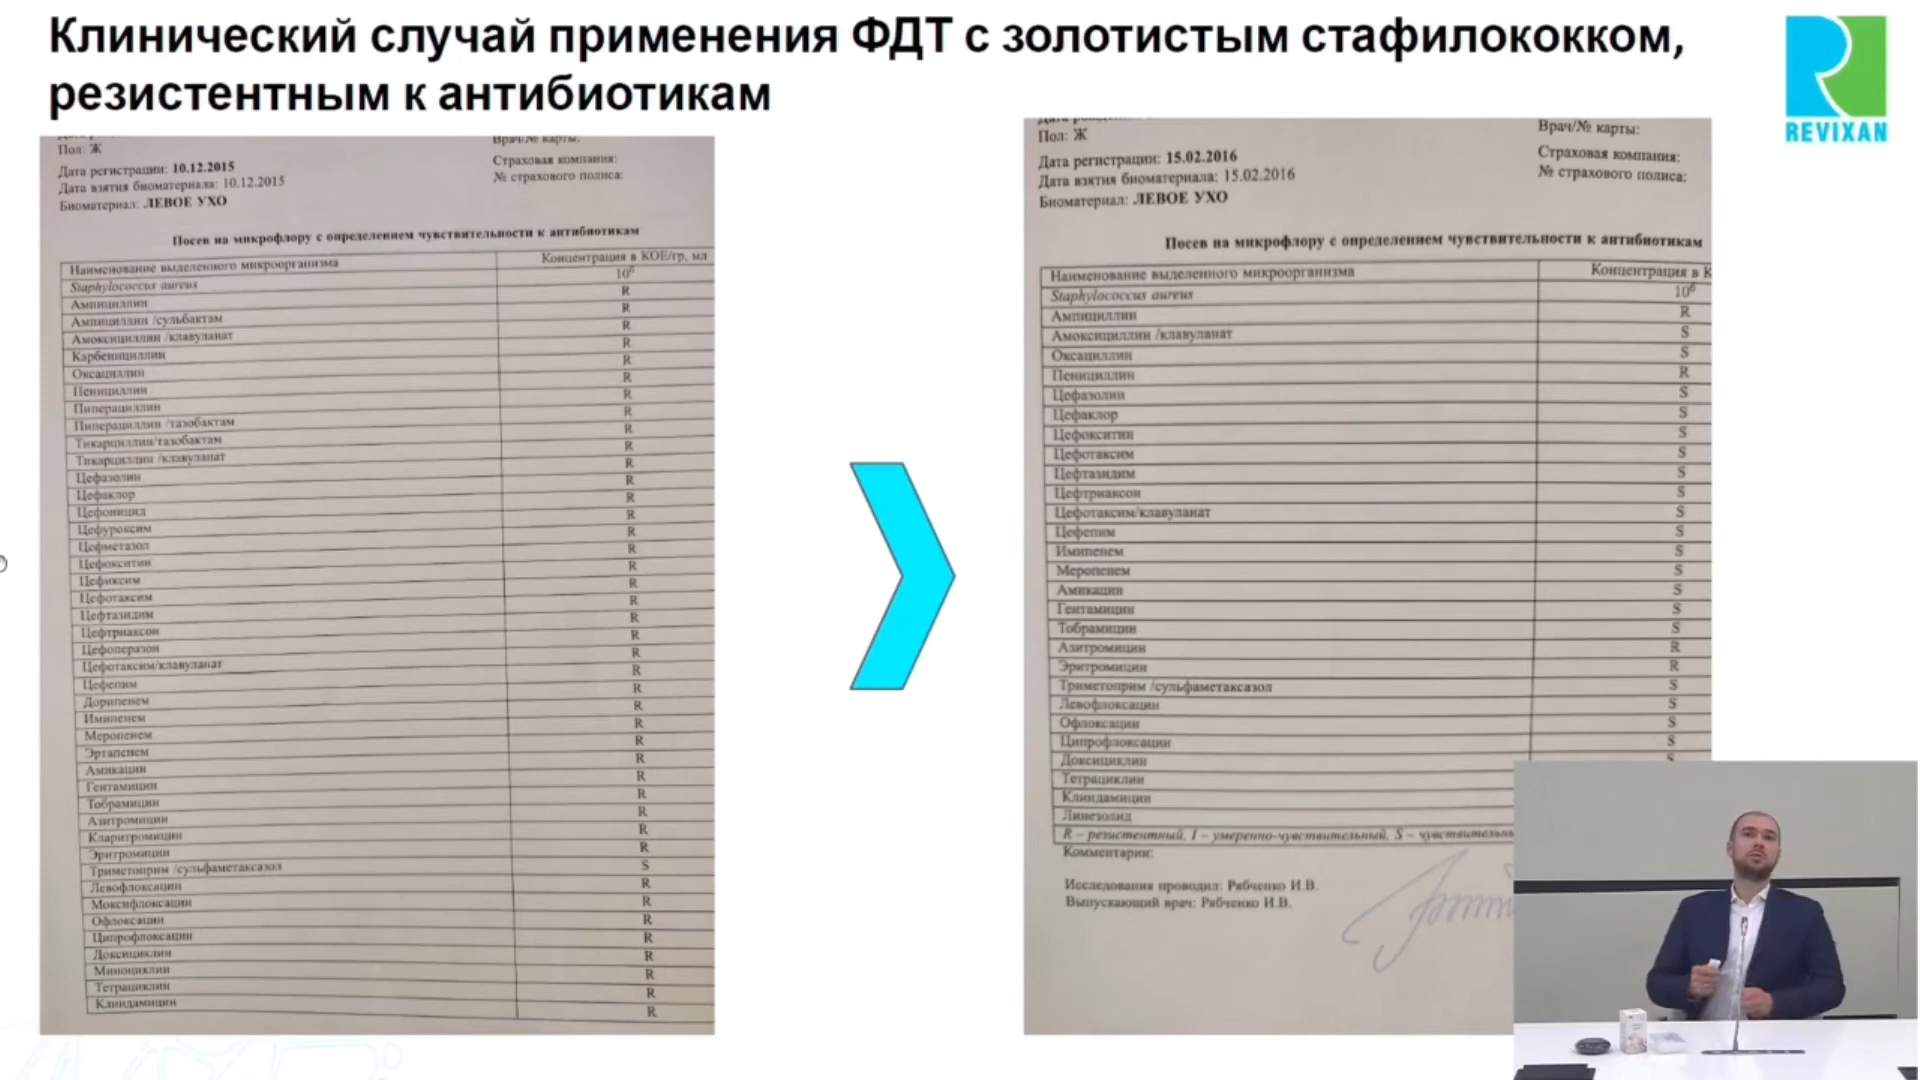 Клинический случай применения ФДТ с золотистым стафилококком,
резистентным к антибиотикам
REVIXAN
Пол: Ж
Врач/№ карты:
Дата регистрации: 10.12.2015
Страховая компания:
Дата взятия биоматериала: 10.12.2015
№ страхового полиса:
Биоматериал: ЛЕВОЕ УХО
Посев на микрофлору с определением чувствительности к антибиотикам
Наименование выделенного микроорганизма Концентрация в КОЕ/гр, мл
Staphylococcus aureus 10⁶
Ампициллин R
Ампициллин /сульбактам R
Амоксициллин /клавуланат R
Карбенициллин R
Оксациллин R
Пенициллин R
Пиперациллин R
Пиперациллин /тазобактам R
Тикарциллин/тазобактам R
Тикарциллин /клавуланат R
Цефазолин R
Цефаклор R
Цефоницид R
Цефуроксим R
Цефметазол R
Цефокситин R
Цефиксим R
Цефотаксим R
Цефтазидим R
Цефтриаксон R
Цефоперазон R
Цефотаксим/клавуланат R
Цефепим R
Дорипенем R
Имипенем R
Меропенем R
Эртапенем R
Амикацин R
Гентамицин R
Тобрамицин R
Азитромицин R
Кларитромицин R
Эритромицин R
Триметоприм /сульфаметаксазол S
Левофлоксацин R
Моксифлоксацин R
Офлоксацин R
Ципрофлоксацин R
Доксициклин R
Миноциклин R
Тетрациклин R
Клиндамицин R
Пол: Ж
Врач/№ карты:
Дата регистрации: 15.02.2016
Страховая компания:
Дата взятия биоматериала: 15.02.2016
№ страхового полиса:
Биоматериал: ЛЕВОЕ УХО
Посев на микрофлору с определением чувствительности к антибиотикам
Наименование выделенного микроорганизма Концентрация в К
Staphylococcus aureus 10⁶
Ампициллин R
Амоксициллин /клавуланат S
Оксациллин S
Пенициллин R
Цефазолин S
Цефаклор S
Цефокситин S
Цефотаксим S
Цефтазидим S
Цефтриаксон S
Цефотаксим/клавуланат S
Цефепим S
Имипенем S
Меропенем S
Амикацин S
Гентамицин S
Тобрамицин S
Азитромицин R
Эритромицин R
Триметоприм /сульфаметаксазол S
Левофлоксацин S
Офлоксацин S
Ципрофлоксацин S
Доксициклин S
Тетрациклин
Клиндамицин
Линезолид
R – резистентный, I – умеренно-чувствительный, S – чувствительн
Комментарии:
Исследования проводил: Рябченко И.В.
Выпускающий врач: Рябченко И.В.